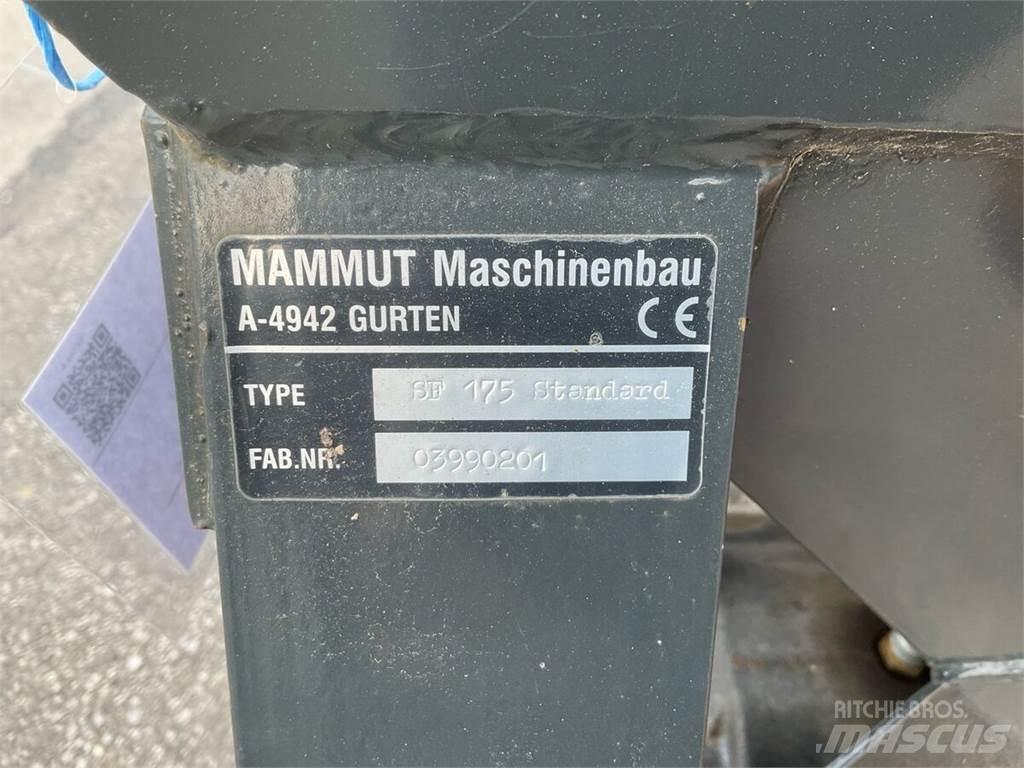 MAMMUT Maschinenbau
A-4942 GURTEN CE
TYPE SF 175 Standard
FAB.NR. 03990201
RITCHIE BROS.
MASCUS